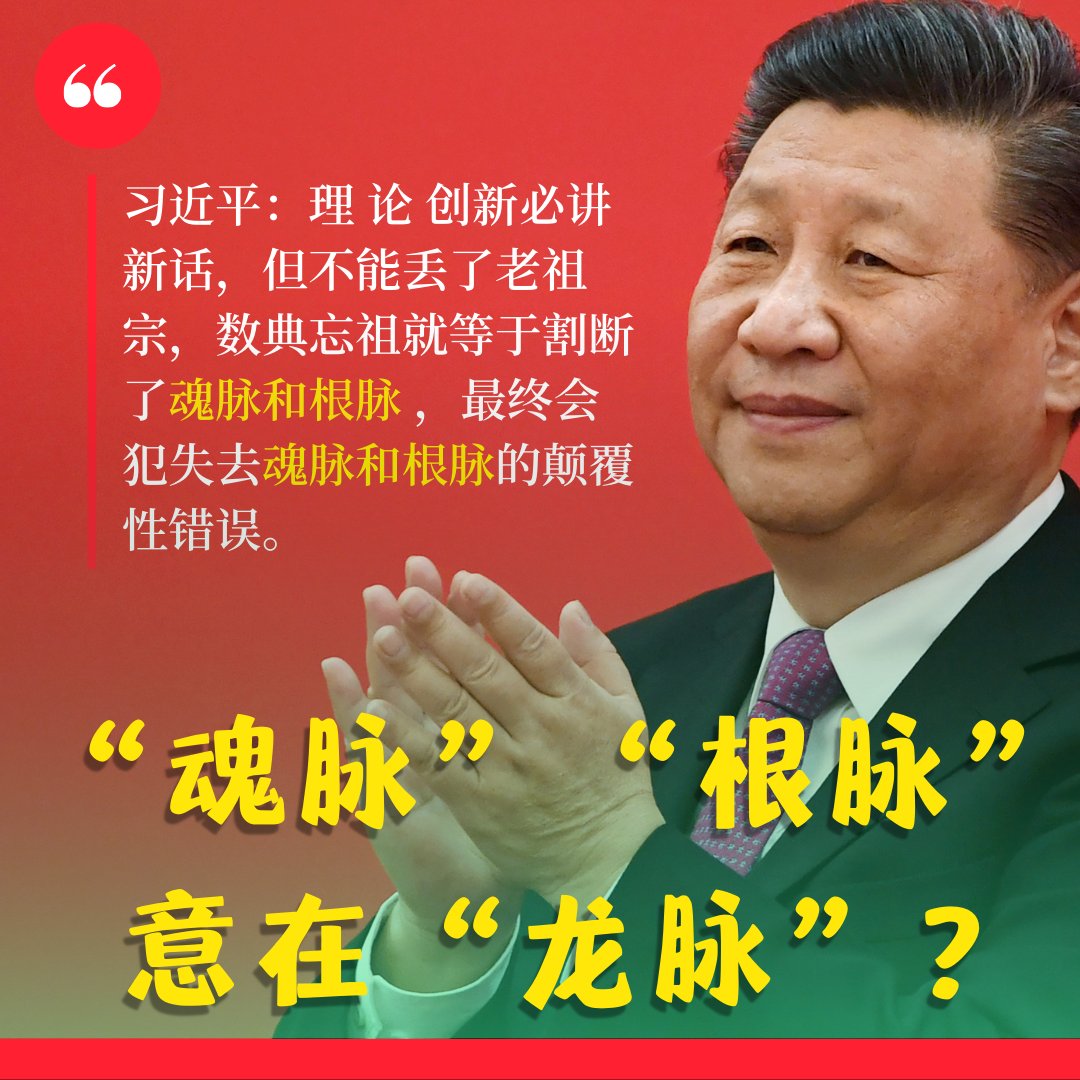 “
习近平：理 论 创新必讲
新话，但不能丢了老祖
宗，数典忘祖就等于割断
了魂脉和根脉 ，最终会
犯失去魂脉和根脉的颠覆
性错误。
“魂脉” “根脉”
意在“龙脉”？